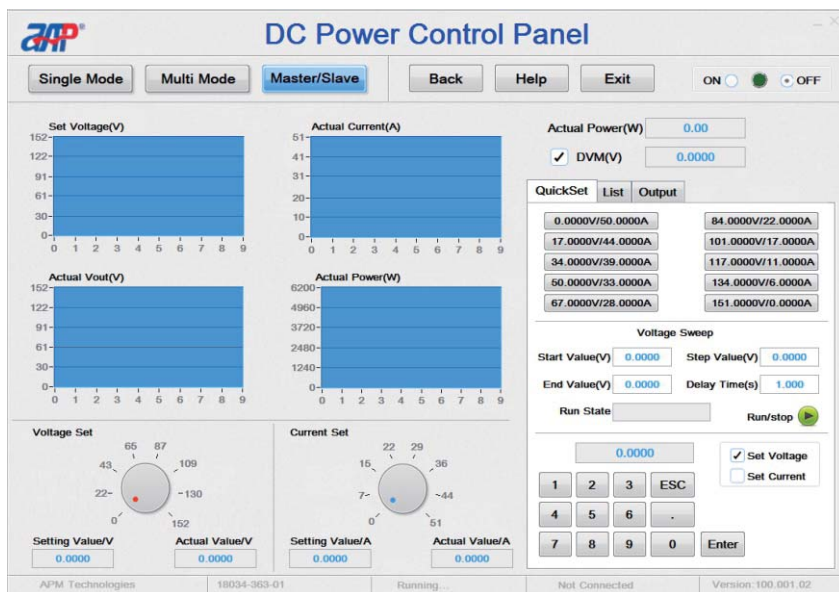 AMP
DC Power Control Panel
Single Mode Multi Mode Master/Slave Back Help Exit ON OFF
Set Voltage(V)
152
122
91
61
30
0
0 1 2 3 4 5 6 7 8 9
Actual Current(A)
51
41
31
20
10
0
0 1 2 3 4 5 6 7 8 9
Actual Vout(V)
152
122
91
61
30
0
0 1 2 3 4 5 6 7 8 9
Actual Power(W)
6200
4960
3720
2480
1240
0
0 1 2 3 4 5 6 7 8 9
Actual Power(W) 0.00
DVM(V) 0.0000
QuickSet List Output
0.0000V/50.0000A 84.0000V/22.0000A
17.0000V/44.0000A 101.0000V/17.0000A
34.0000V/39.0000A 117.0000V/11.0000A
50.0000V/33.0000A 134.0000V/6.0000A
67.0000V/28.0000A 151.0000V/0.0000A
Voltage Sweep
Start Value(V) 0.0000 Step Value(V) 0.0000
End Value(V) 0.0000 Delay Time(s) 1.000
Run State Run/stop
Voltage Set
65 87
43 109
22 130
0 152
Setting Value/V Actual Value/V
0.0000 0.0000
Current Set
22 29
15 36
7 44
0 51
Setting Value/A Actual Value/A
0.0000 0.0000
0.0000
Set Voltage
Set Current
1 2 3 ESC
4 5 6 .
7 8 9 0 Enter
APM Technologies 18034-363-01 Running... Not Connected Version:100.001.02